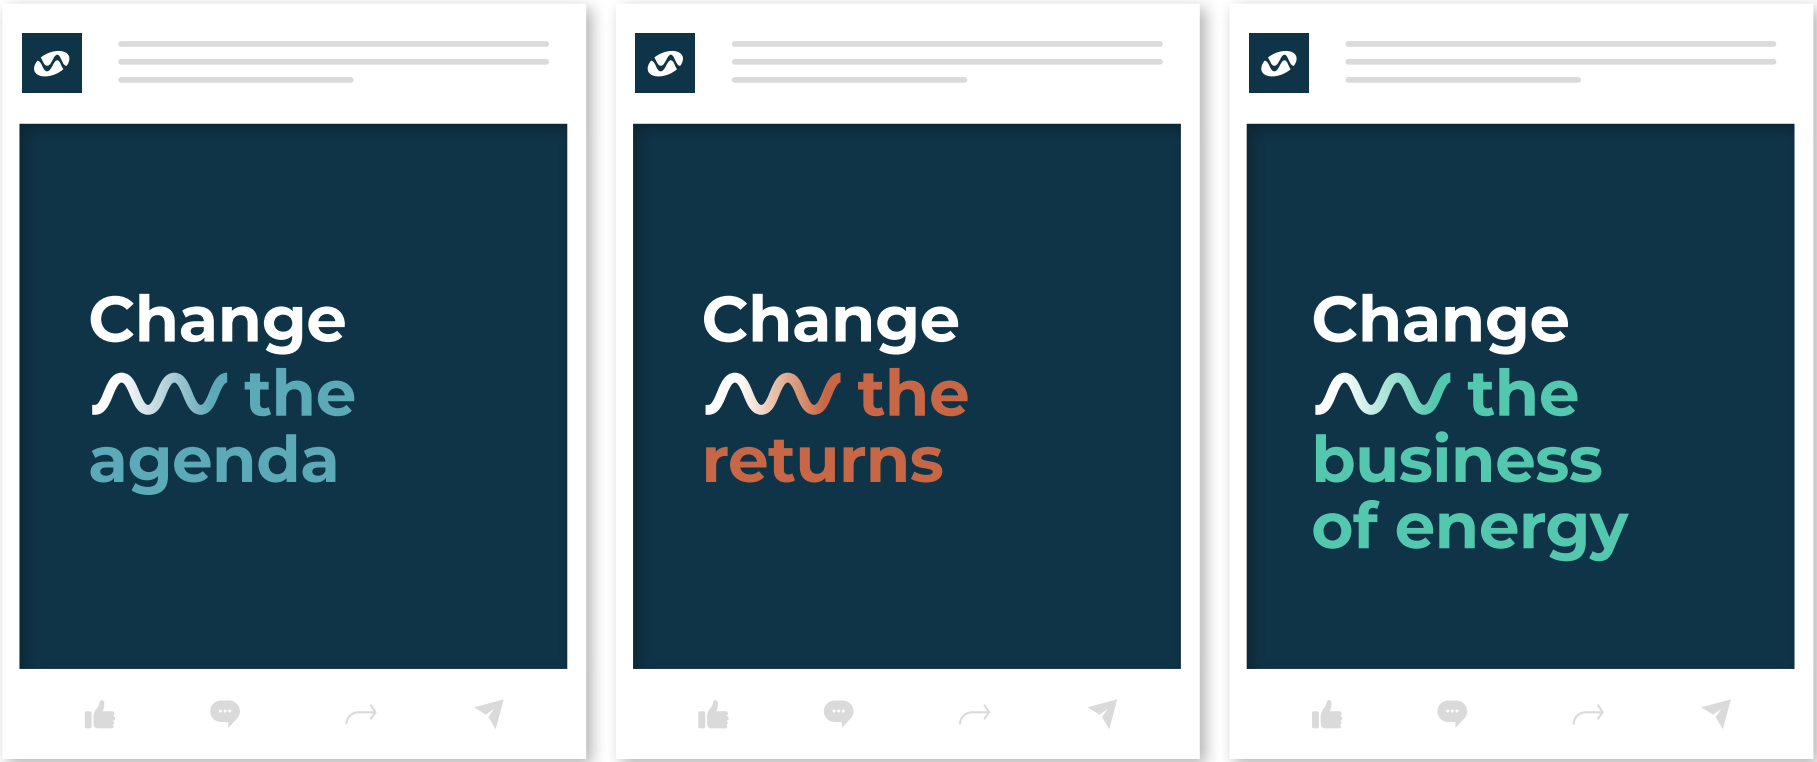 Change
the
agenda
Change
the
returns
Change
the
business
of energy